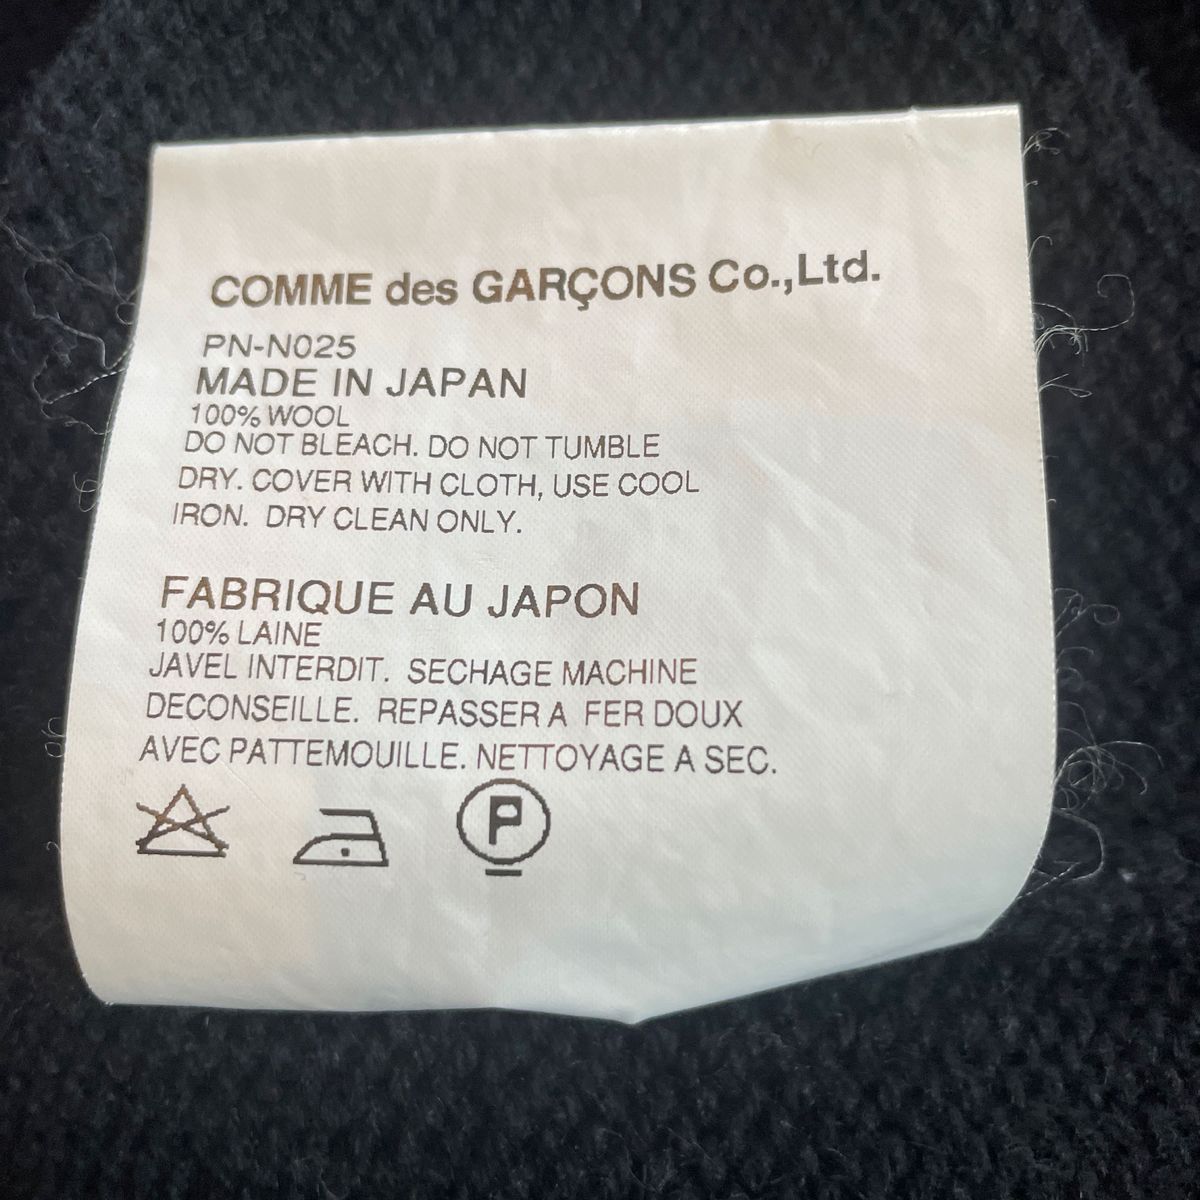 COMME des GARÇONS Co.,Ltd.
PN-N025
MADE IN JAPAN
100% WOOL
DO NOT BLEACH. DO NOT TUMBLE
DRY. COVER WITH CLOTH, USE COOL
IRON. DRY CLEAN ONLY.
FABRIQUE AU JAPON
100% LAINE
JAVEL INTERDIT. SECHAGE MACHINE
DECONSEILLE. REPASSER A FER DOUX
AVEC PATTEMOUILLE. NETTOYAGE A SEC.
P